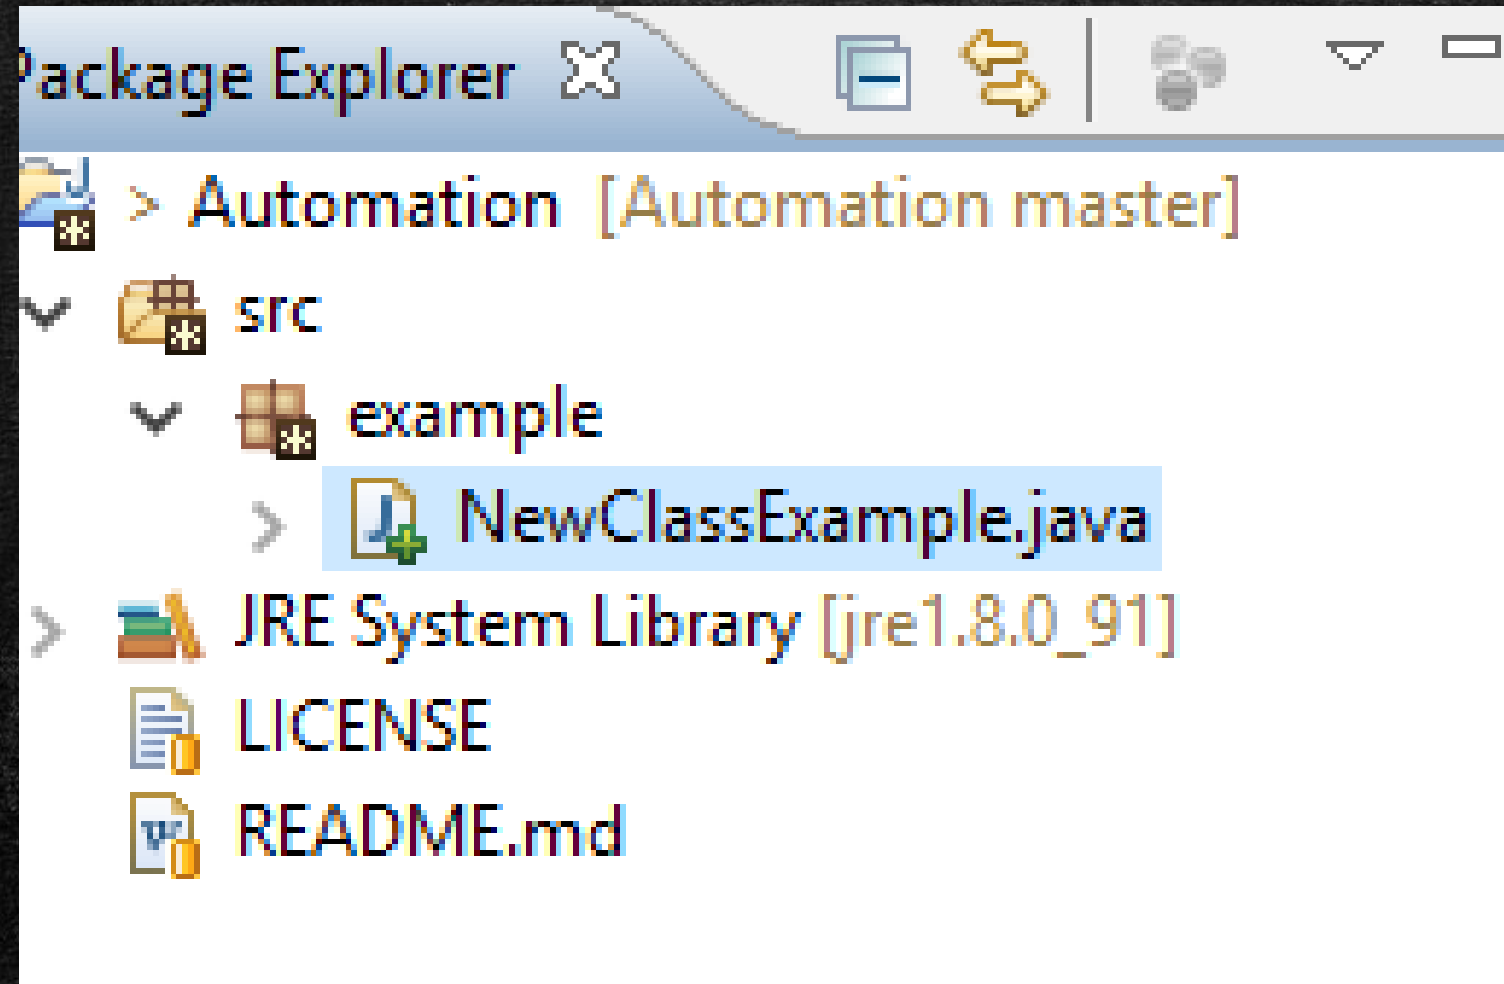 Package Explorer
> Automation [Automation master]
src
example
NewClassExample.java
JRE System Library [jre1.8.0_91]
LICENSE
README.md